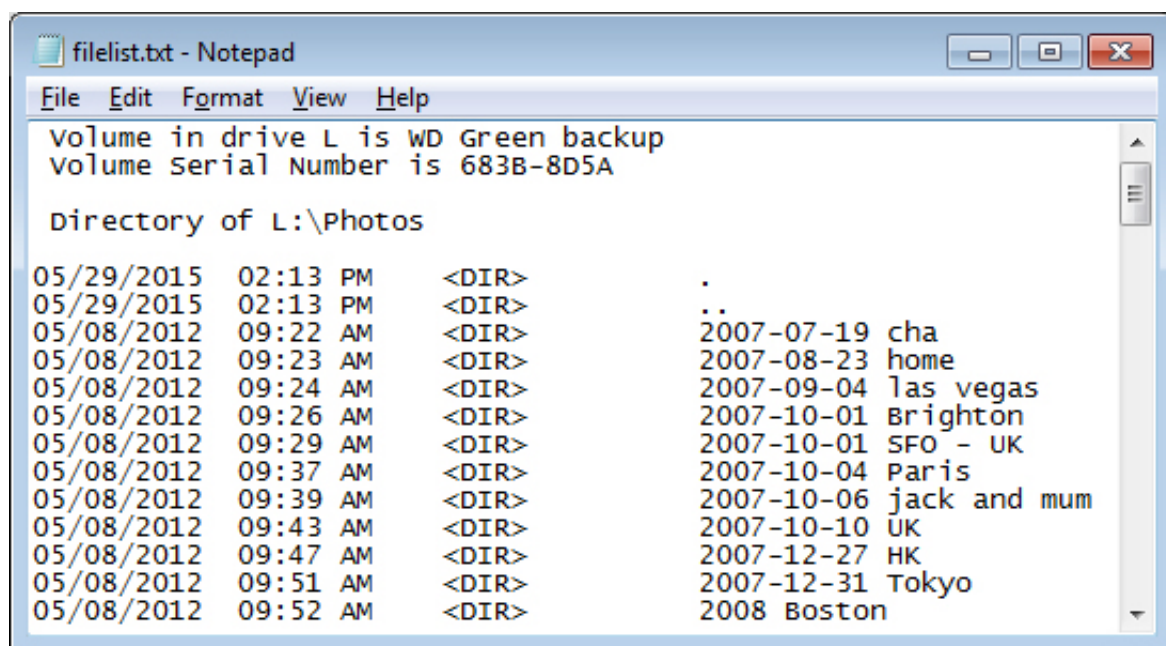 filelist.txt - Notepad
File Edit Format View Help
Volume in drive L is WD Green backup
Volume Serial Number is 683B-8D5A
Directory of L:\Photos
05/29/2015 02:13 PM <DIR> .
05/29/2015 02:13 PM <DIR> ..
05/08/2012 09:22 AM <DIR> 2007-07-19 cha
05/08/2012 09:23 AM <DIR> 2007-08-23 home
05/08/2012 09:24 AM <DIR> 2007-09-04 las vegas
05/08/2012 09:26 AM <DIR> 2007-10-01 Brighton
05/08/2012 09:29 AM <DIR> 2007-10-01 SFO - UK
05/08/2012 09:37 AM <DIR> 2007-10-04 Paris
05/08/2012 09:39 AM <DIR> 2007-10-06 jack and mum
05/08/2012 09:43 AM <DIR> 2007-10-10 UK
05/08/2012 09:47 AM <DIR> 2007-12-27 HK
05/08/2012 09:51 AM <DIR> 2007-12-31 Tokyo
05/08/2012 09:52 AM <DIR> 2008 Boston